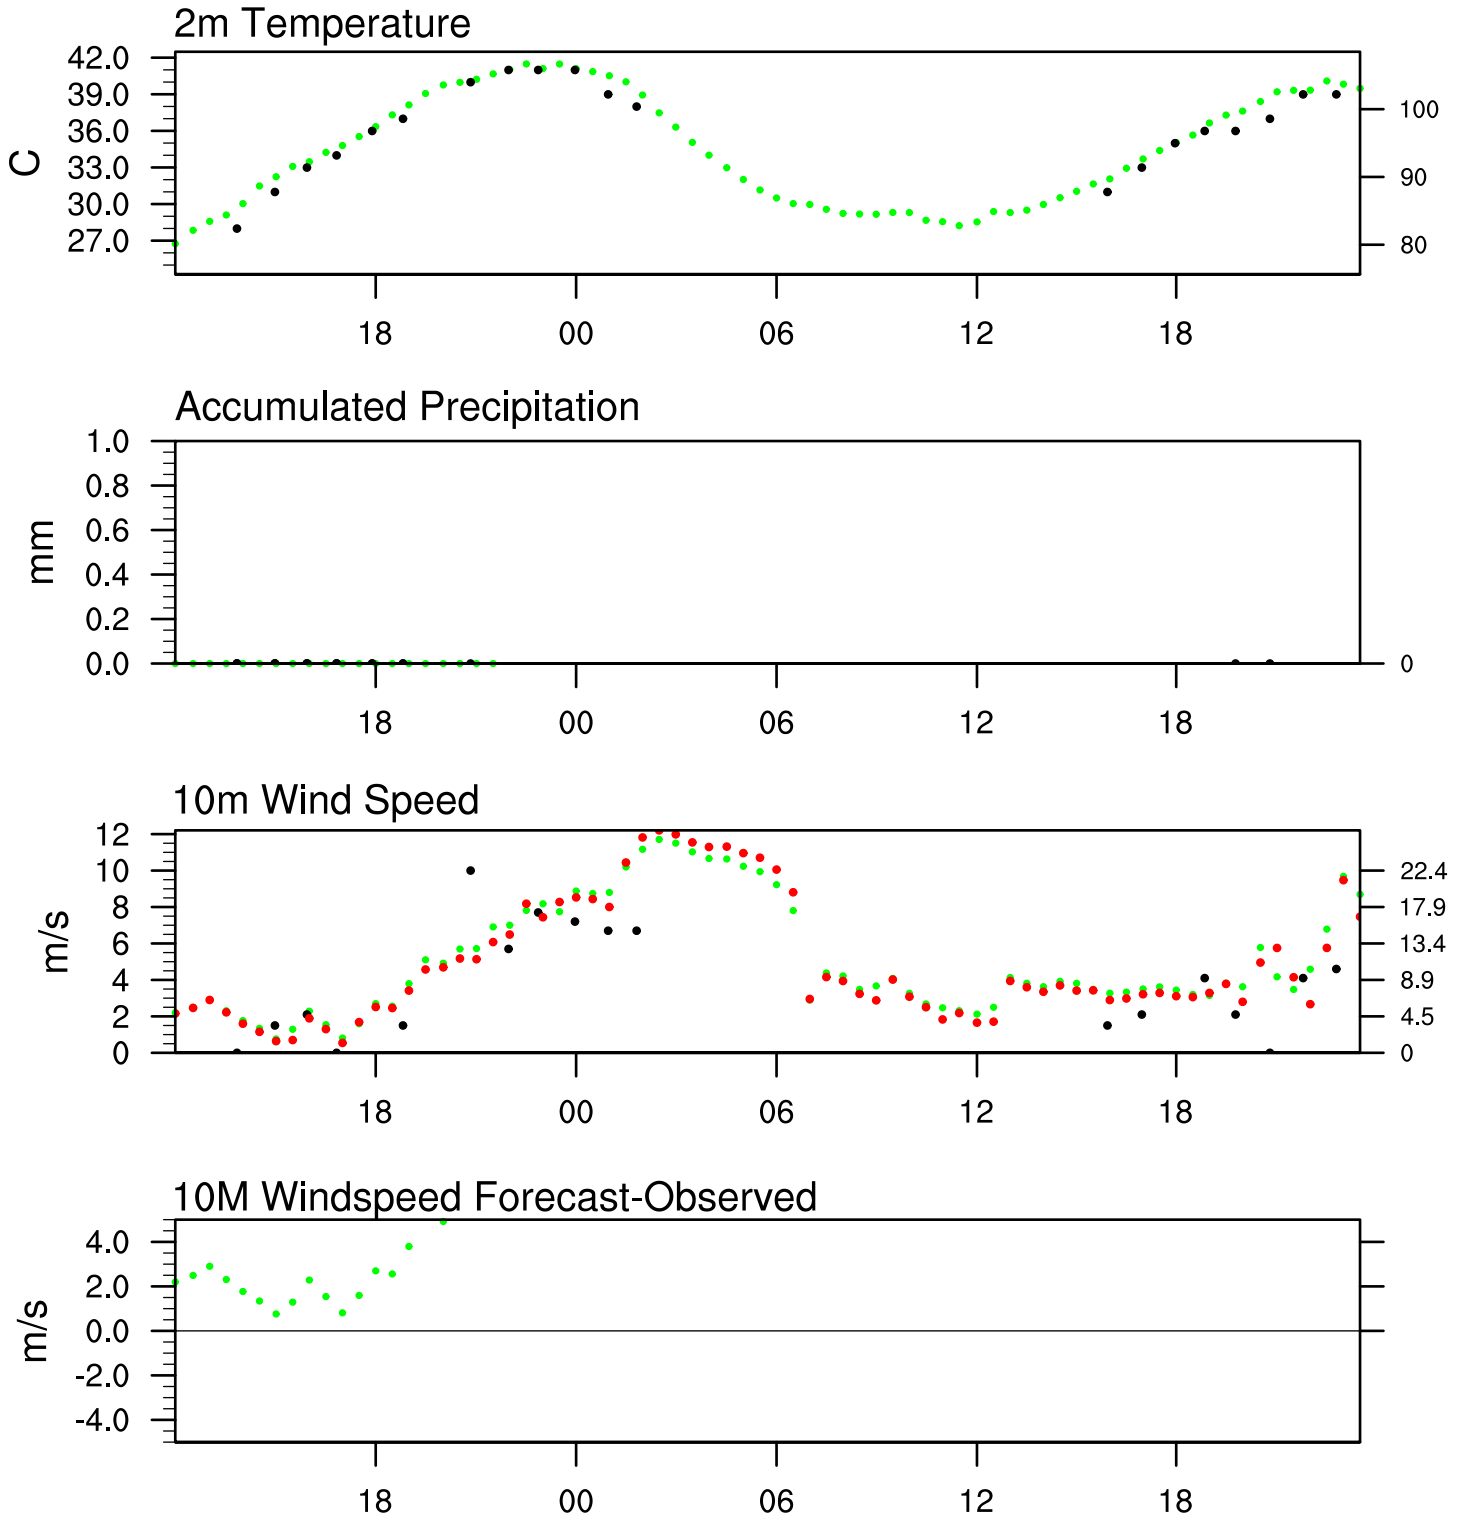 2m Temperature
42.0
39.0
36.0
33.0
30.0
27.0
C
100
90
80
18 00 06 12 18
Accumulated Precipitation
1.0
0.8
0.6
0.4
0.2
0.0
mm
0
18 00 06 12 18
10m Wind Speed
12
10
8
6
4
2
0
m/s
22.4
17.9
13.4
8.9
4.5
0
18 00 06 12 18
10M Windspeed Forecast-Observed
4.0
2.0
0.0
-2.0
-4.0
m/s
18 00 06 12 18